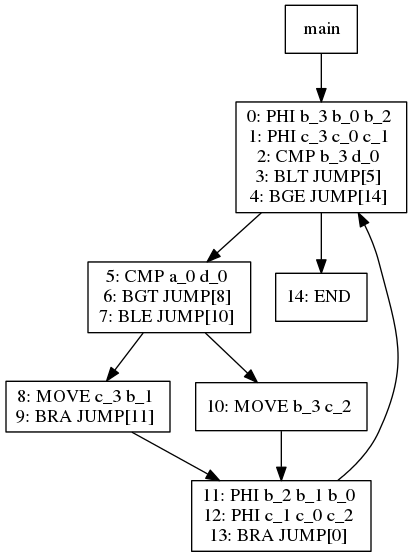 main
0: PHI b_3 b_0 b_2
1: PHI c_3 c_0 c_1
2: CMP b_3 d_0
3: BLT JUMP[5]
4: BGE JUMP[14]
5: CMP a_0 d_0
6: BGT JUMP[8]
7: BLE JUMP[10]
14: END
8: MOVE c_3 b_1
9: BRA JUMP[11]
10: MOVE b_3 c_2
11: PHI b_2 b_1 b_0
12: PHI c_1 c_0 c_2
13: BRA JUMP[0]